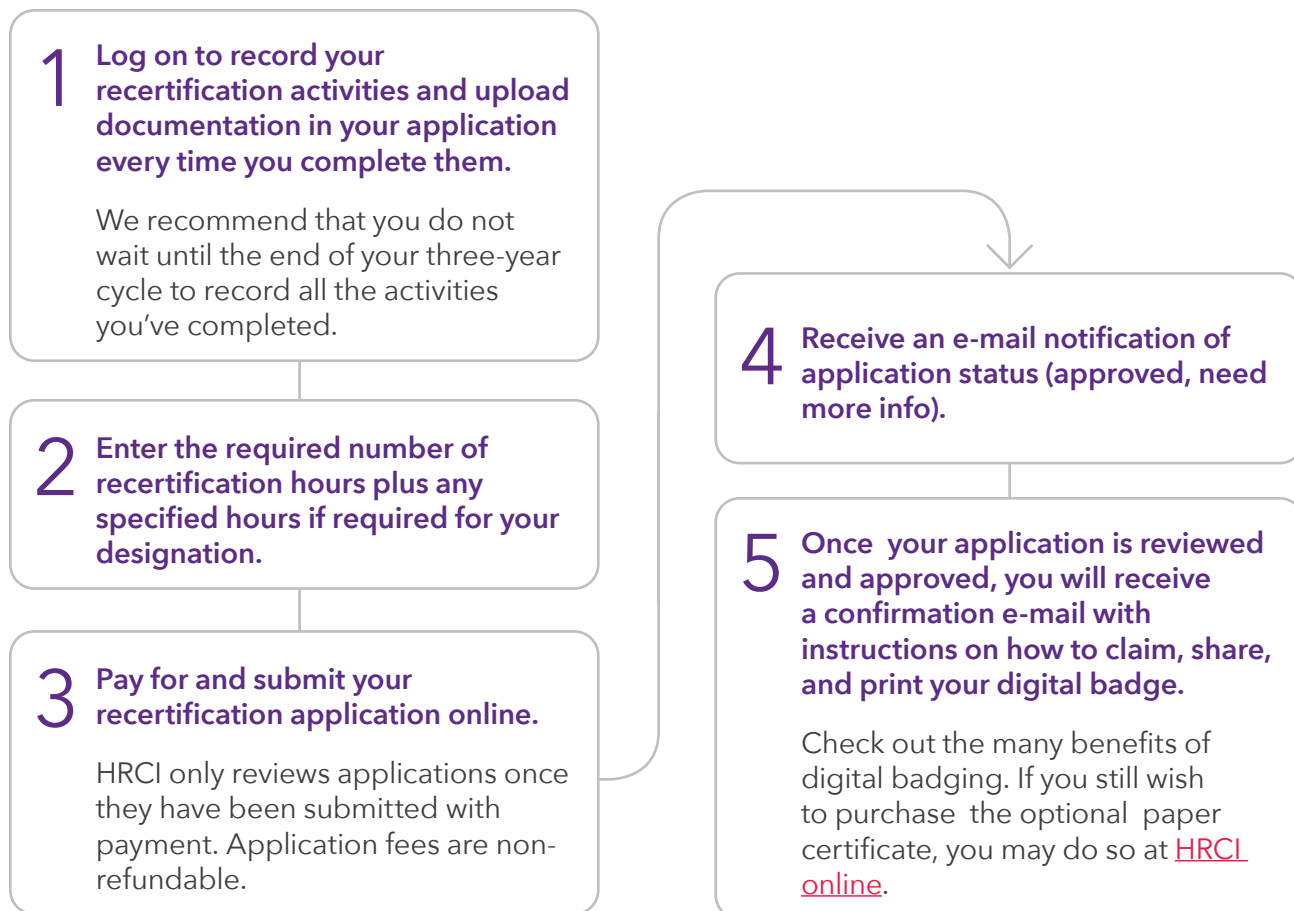 1
Log on to record your
recertification activities and upload
documentation in your application
every time you complete them.
We recommend that you do not
wait until the end of your three-year
cycle to record all the activities
you’ve completed.
2
Enter the required number of
recertification hours plus any
specified hours if required for your
designation.
3
Pay for and submit your
recertification application online.
HRCI only reviews applications once
they have been submitted with
payment. Application fees are non-
refundable.
4
Receive an e-mail notification of
application status (approved, need
more info).
5
Once your application is reviewed
and approved, you will receive
a confirmation e-mail with
instructions on how to claim, share,
and print your digital badge.
Check out the many benefits of
digital badging. If you still wish
to purchase the optional paper
certificate, you may do so at HRCI
online.